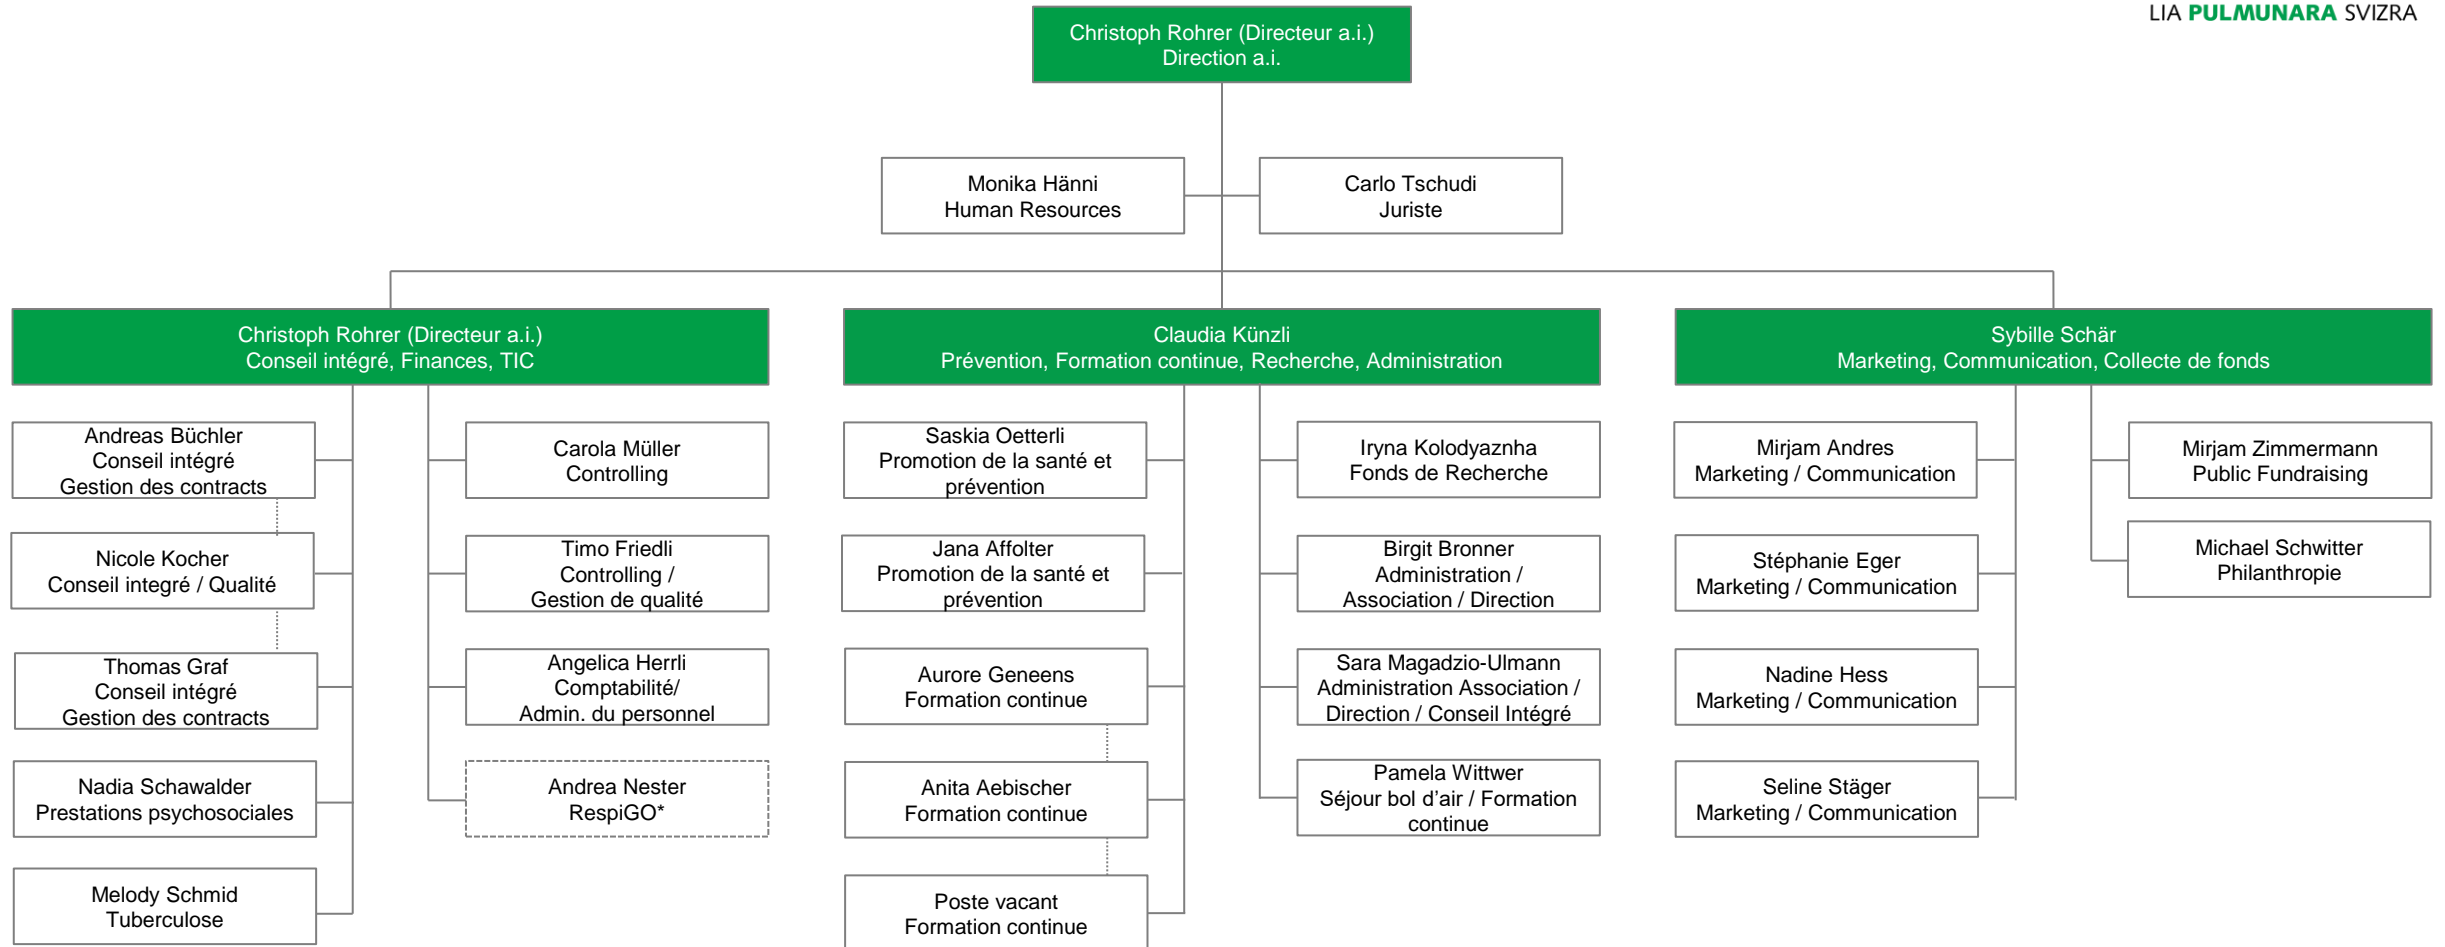 LIA PULMUNARA SVIZRA
Christoph Rohrer (Directeur a.i.)
Direction a.i.
Monika Hänni
Human Resources
Carlo Tschudi
Juriste
Christoph Rohrer (Directeur a.i.)
Conseil intégré, Finances, TIC
Andreas Büchler
Conseil intégré
Gestion des contracts
Nicole Kocher
Conseil integré / Qualité
Thomas Graf
Conseil intégré
Gestion des contracts
Nadia Schawalder
Prestations psychosociales
Melody Schmid
Tuberculose
Carola Müller
Controlling
Timo Friedli
Controlling /
Gestion de qualité
Angelica Herrli
Comptabilité/
Admin. du personnel
Andrea Nester
RespiGO*
Claudia Künzli
Prévention, Formation continue, Recherche, Administration
Saskia Oetterli
Promotion de la santé et
prévention
Jana Affolter
Promotion de la santé et
prévention
Aurore Geneens
Formation continue
Anita Aebischer
Formation continue
Poste vacant
Formation continue
Iryna Kolodyaznha
Fonds de Recherche
Birgit Bronner
Administration /
Association / Direction
Sara Magadzio-Ulmann
Administration Association /
Direction / Conseil Intégré
Pamela Wittwer
Séjour bol d'air / Formation
continue
Sybille Schär
Marketing, Communication, Collecte de fonds
Mirjam Andres
Marketing / Communication
Stéphanie Eger
Marketing / Communication
Nadine Hess
Marketing / Communication
Seline Stäger
Marketing / Communication
Mirjam Zimmermann
Public Fundraising
Michael Schwitter
Philanthropie